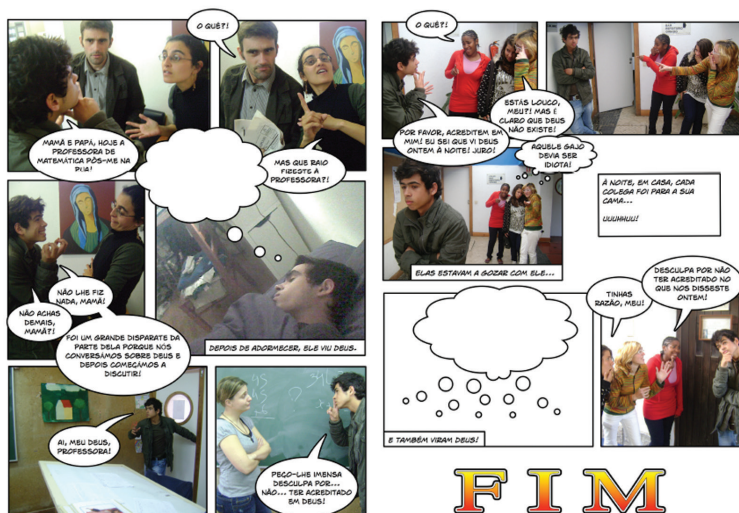 MAMÃ E PAPÁ, HOJE A
PROFESSORA DE
MATEMÁTICA PÔS-ME NA
RUA!
O QUÊ?!
MAS QUE RAIO
FIZESTE À
PROFESSORA?!
NÃO LHE FIZ
NADA, MAMÃ!
NÃO ACHAS
DEMAIS,
MAMÃ?!
FOI UM GRANDE DISPARATE DA
PARTE DELA PORQUE NÓS
CONVERSÁMOS SOBRE DEUS E
DEPOIS COMEÇÁMOS A
DISCUTIR!
DEPOIS DE ADORMECER, ELE VIU DEUS.
AI, MEU DEUS,
PROFESSORA!
PEÇO-LHE IMENSA
DESCULPA POR...
NÃO... TER ACREDITADO
EM DEUS!
O QUÊ?!
POR FAVOR, ACREDITEM EM
MIM! EU SEI QUE VI DEUS
ONTEM À NOITE! JURO!
ESTÁS LOUCO,
MEU?! MAS É
CLARO QUE DEUS
NÃO EXISTE!
AQUELE GAJO
DEVIA SER
IDIOTA!
ELAS ESTAVAM A GOZAR COM ELE...
À NOITE, EM CASA, CADA
COLEGA FOI PARA A SUA
CAMA...
UUUHHUU!
E TAMBÉM VIRAM DEUS!
TINHAS
RAZÃO, MEU!
DESCULPA POR NÃO
TER ACREDITADO NO
QUE NOS DISSESTE
ONTEM!
FIM